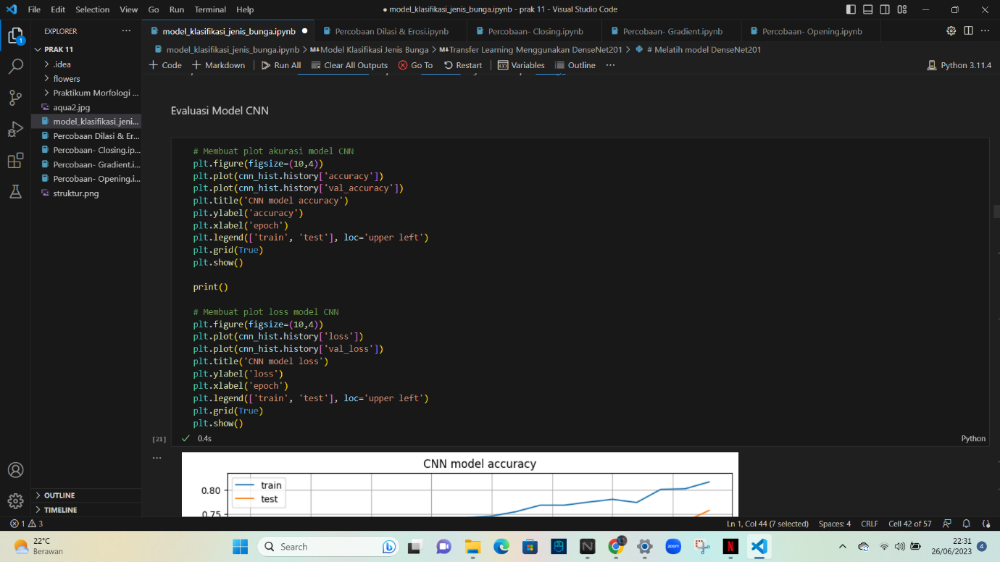 File Edit Selection View Go Run Terminal Help
● model_klasifikasi_jenis_bunga.ipynb - prak 11 - Visual Studio Code
EXPLORER
model_klasifikasi_jenis_bunga.ipynb ●
Percobaan Dilasi & Erosi.ipynb
Percobaan- Closing.ipynb
Percobaan- Gradient.ipynb
Percobaan- Opening.ipynb
1
PRAK 11
.idea
flowers
Praktikum Morfologi ...
aqua2.jpg
model_klasifikasi_jeni...
Percobaan Dilasi & Er...
Percobaan- Closing.ip...
Percobaan- Gradient.i...
Percobaan- Opening.i...
struktur.png
OUTLINE
TIMELINE
model_klasifikasi_jenis_bunga.ipynb > M↓Model Klasifikasi Jenis Bunga > M↓Transfer Learning Menggunakan DenseNet201 > # Melatih model DenseNet201
+ Code + Markdown | Run All Clear All Outputs Go To Restart | Variables Outline ...
Python 3.11.4
Evaluasi Model CNN
# Membuat plot akurasi model CNN
plt.figure(figsize=(10,4))
plt.plot(cnn_hist.history['accuracy'])
plt.plot(cnn_hist.history['val_accuracy'])
plt.title('CNN model accuracy')
plt.ylabel('accuracy')
plt.xlabel('epoch')
plt.legend(['train', 'test'], loc='upper left')
plt.grid(True)
plt.show()
print()
# Membuat plot loss model CNN
plt.figure(figsize=(10,4))
plt.plot(cnn_hist.history['loss'])
plt.plot(cnn_hist.history['val_loss'])
plt.title('CNN model loss')
plt.ylabel('loss')
plt.xlabel('epoch')
plt.legend(['train', 'test'], loc='upper left')
plt.grid(True)
plt.show()
[21] ✓ 0.4s
Python
CNN model accuracy
train
test
0.80
0.75
1 3
Ln 1, Col 44 (7 selected) Spaces: 4 CRLF Cell 42 of 57
22°C
Berawan
Search
zoom
N
22:31
26/06/2023
4